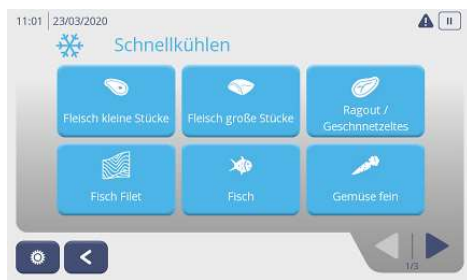 11:01 23/03/2020
Schnellkühlen
Fleisch kleine Stücke
Fleisch große Stücke
Ragout /
Geschnnetzeltes
Fisch Filet
Fisch
Gemüse fein
1/3